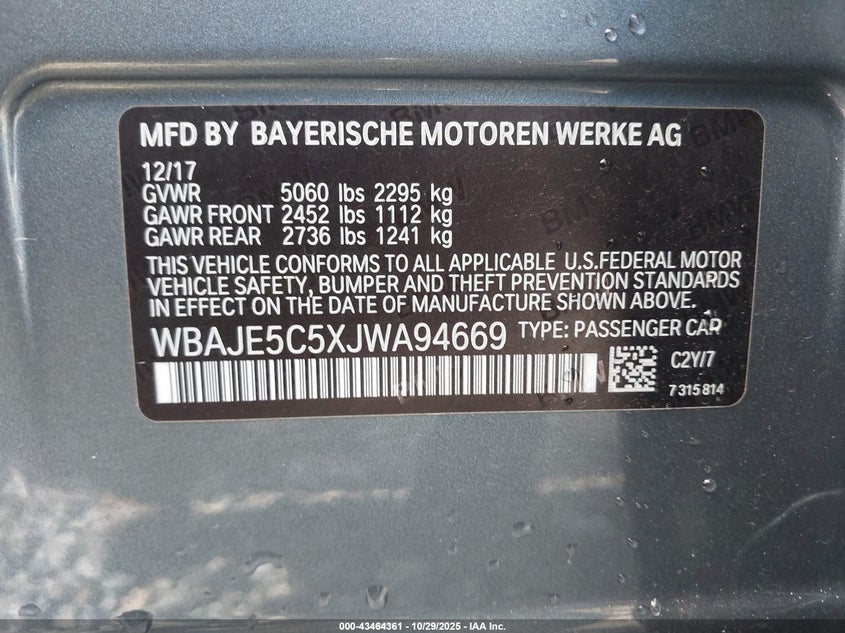 MFD BY BAYERISCHE MOTOREN WERKE AG
12/17
GVWR 5060 lbs 2295 kg
GAWR FRONT 2452 lbs 1112 kg
GAWR REAR 2736 lbs 1241 kg
THIS VEHICLE CONFORMS TO ALL APPLICABLE U.S.FEDERAL MOTOR
VEHICLE SAFETY, BUMPER AND THEFT PREVENTION STANDARDS
IN EFFECT ON THE DATE OF MANUFACTURE SHOWN ABOVE.
WBAJE5C5XJWA94669 TYPE: PASSENGER CAR
C2Y/7
7315814
000-43464361 | 10/29/2025 - IAA Inc.